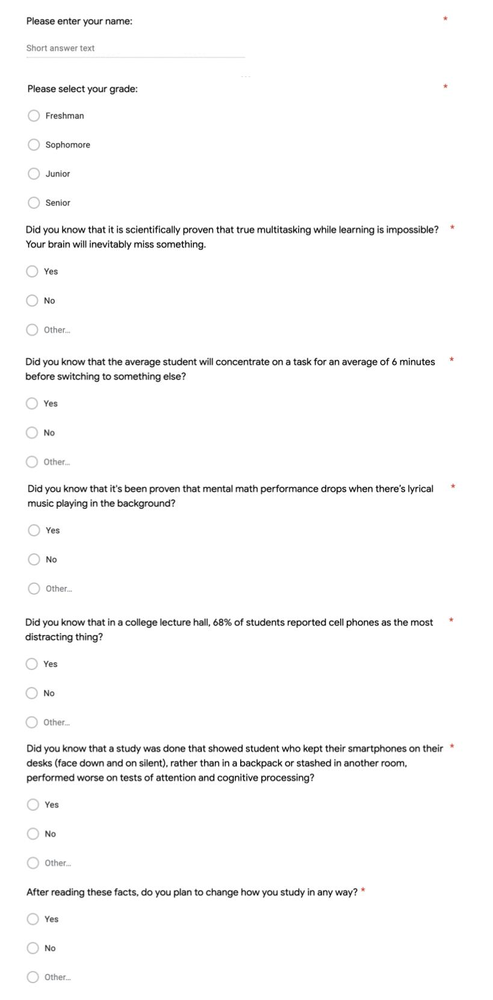 Please enter your name: *
Short answer text
Please select your grade: *
Freshman
Sophomore
Junior
Senior
Did you know that it is scientifically proven that true multitasking while learning is impossible? *
Your brain will inevitably miss something.
Yes
No
Other...
Did you know that the average student will concentrate on a task for an average of 6 minutes *
before switching to something else?
Yes
No
Other...
Did you know that it's been proven that mental math performance drops when there's lyrical *
music playing in the background?
Yes
No
Other...
Did you know that in a college lecture hall, 68% of students reported cell phones as the most *
distracting thing?
Yes
No
Other...
Did you know that a study was done that showed student who kept their smartphones on their *
desks (face down and on silent), rather than in a backpack or stashed in another room,
performed worse on tests of attention and cognitive processing?
Yes
No
Other...
After reading these facts, do you plan to change how you study in any way? *
Yes
No
Other...